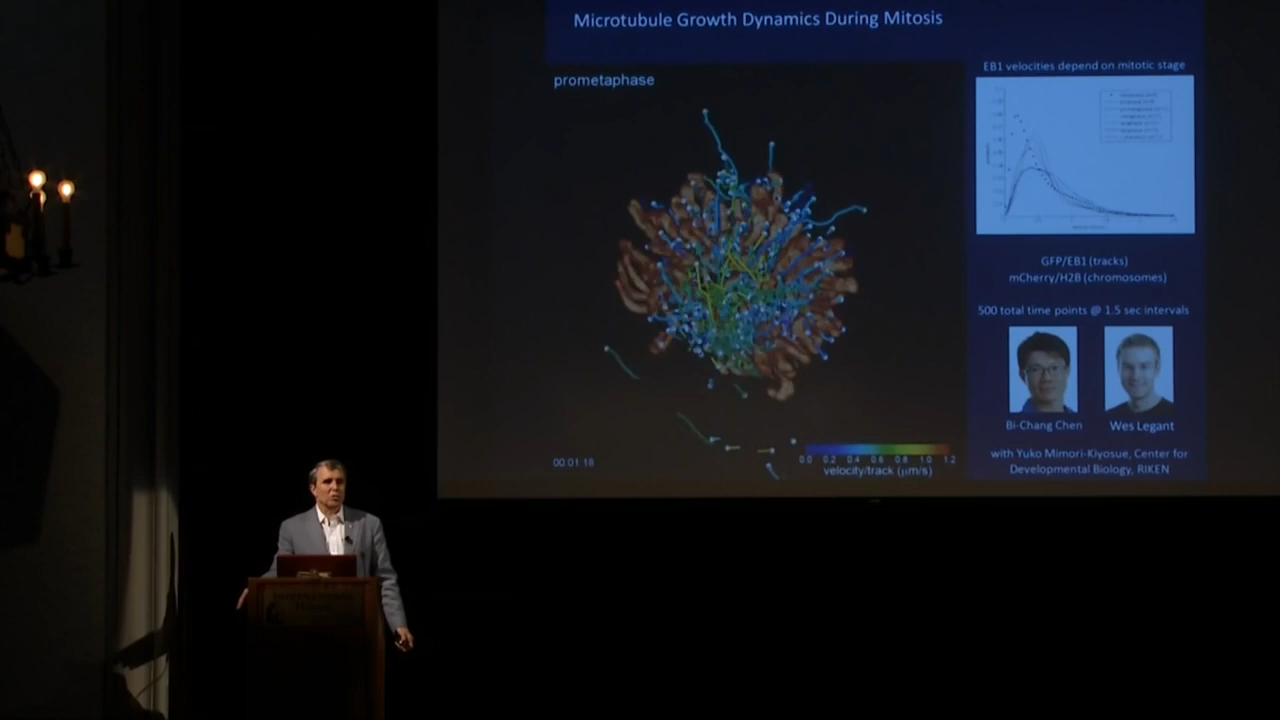 Microtubule Growth Dynamics During Mitosis
prometaphase
EB1 velocities depend on mitotic stage
GFP/EB1 (tracks)
mCherry/H2B (chromosomes)
500 total time points @ 1.5 sec intervals
Bi-Chang Chen
Wes Legant
with Yuko Mimori-Kiyosue, Center for
Developmental Biology, RIKEN
00:01:18
0.0 0.2 0.4 0.6 0.8 1.0 1.2
velocity/track (μm/s)
INTERNATIONAL
HOUSE